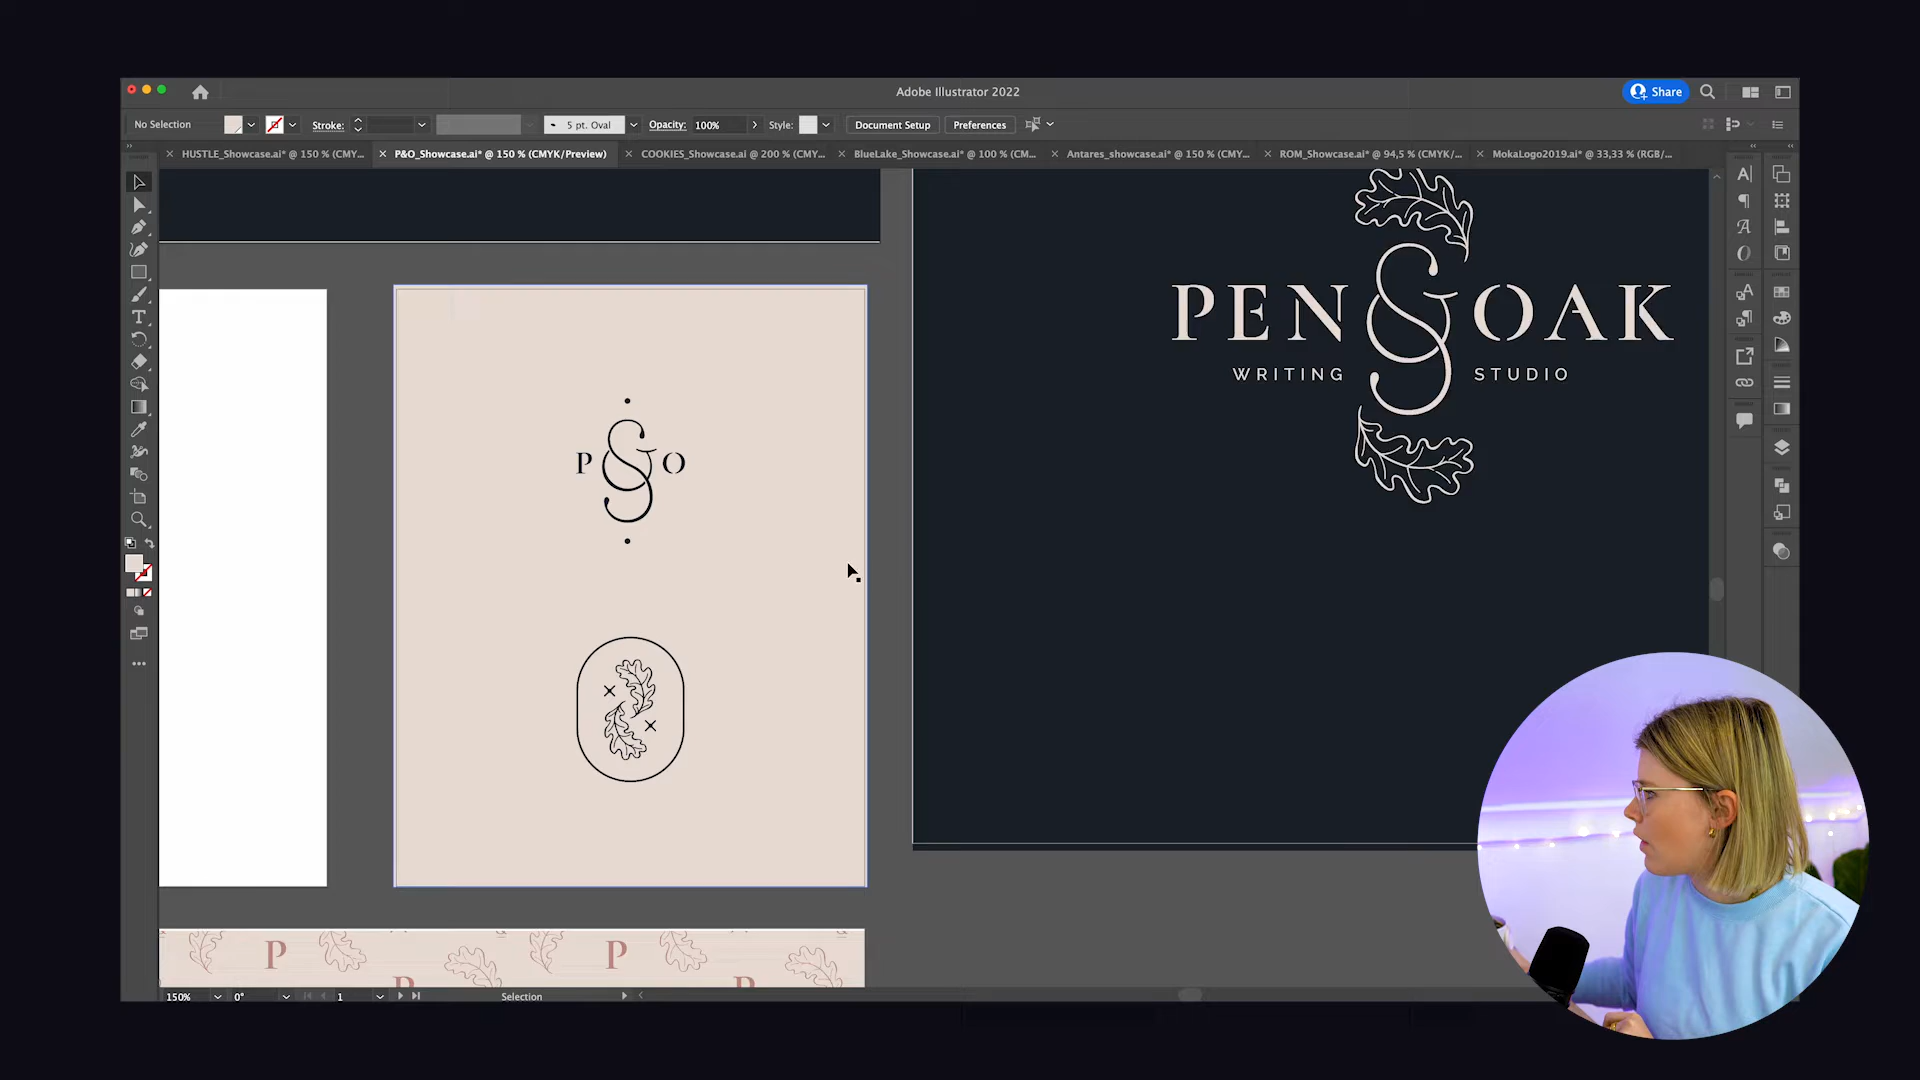 Adobe Illustrator 2022
Share
No Selection
Stroke:
5 pt. Oval
Opacity: 100%
Style:
Document Setup
Preferences
HUSTLE_Showcase.ai* @ 150 % (CMY...
P&O_Showcase.ai* @ 150 % (CMYK/Preview)
COOKIES_Showcase.ai @ 200 % (CMY...
BlueLake_Showcase.ai* @ 100 % (CM...
Antares_showcase.ai* @ 150 % (CMY...
ROM_Showcase.ai* @ 94,5 % (CMYK/...
MokaLogo2019.ai* @ 33,33 % (RGB/...
PEN & OAK
WRITING STUDIO
P & O
P P
P P
150% 0° 1 Selection